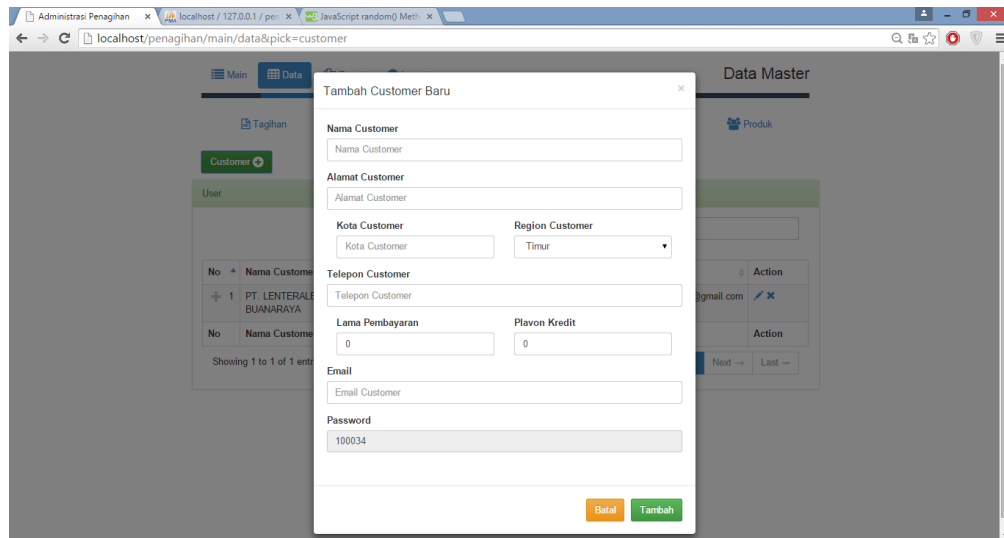 Administrasi Penagihan × localhost / 127.0.0.1 / pen × JavaScript random() Meth ×
localhost/penagihan/main/data&pick=customer
Main Data Data Master
Tambah Customer Baru ×
Tagihan Produk
Nama Customer
Nama Customer
Customer
Alamat Customer
User
Alamat Customer
Kota Customer Region Customer
Kota Customer Timur
No Nama Custome Action
Telepon Customer
1 PT. LENTERALE Telepon Customer @gmail.com
BUANARAYA
Lama Pembayaran Plavon Kredit
No Nama Custome Action
0 0
Showing 1 to 1 of 1 entr Next → Last →
Email
Email Customer
Password
100034
Batal Tambah